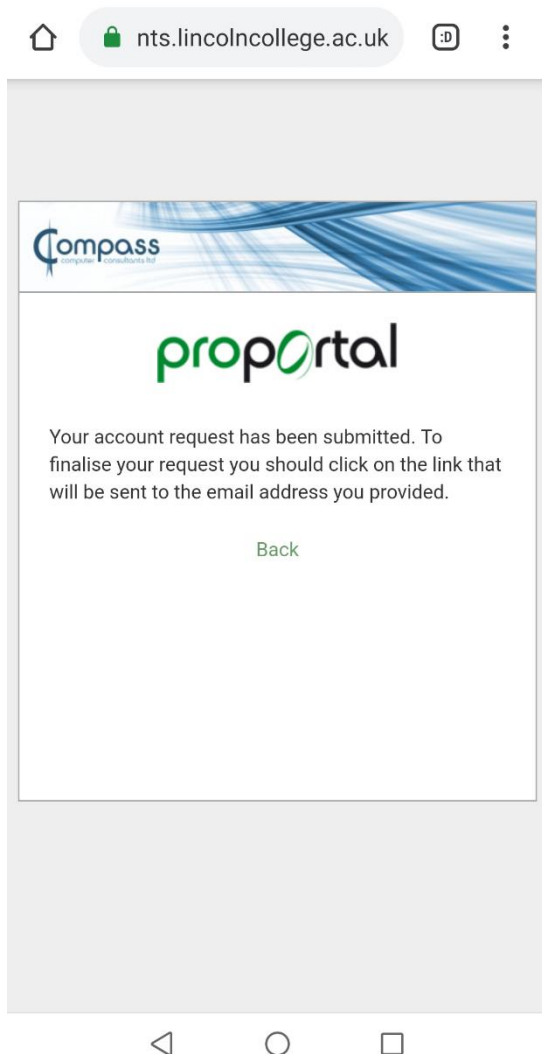 nts.lincolncollege.ac.uk
:D
Compass
computer consultants ltd
proportal
Your account request has been submitted. To
finalise your request you should click on the link that
will be sent to the email address you provided.
Back